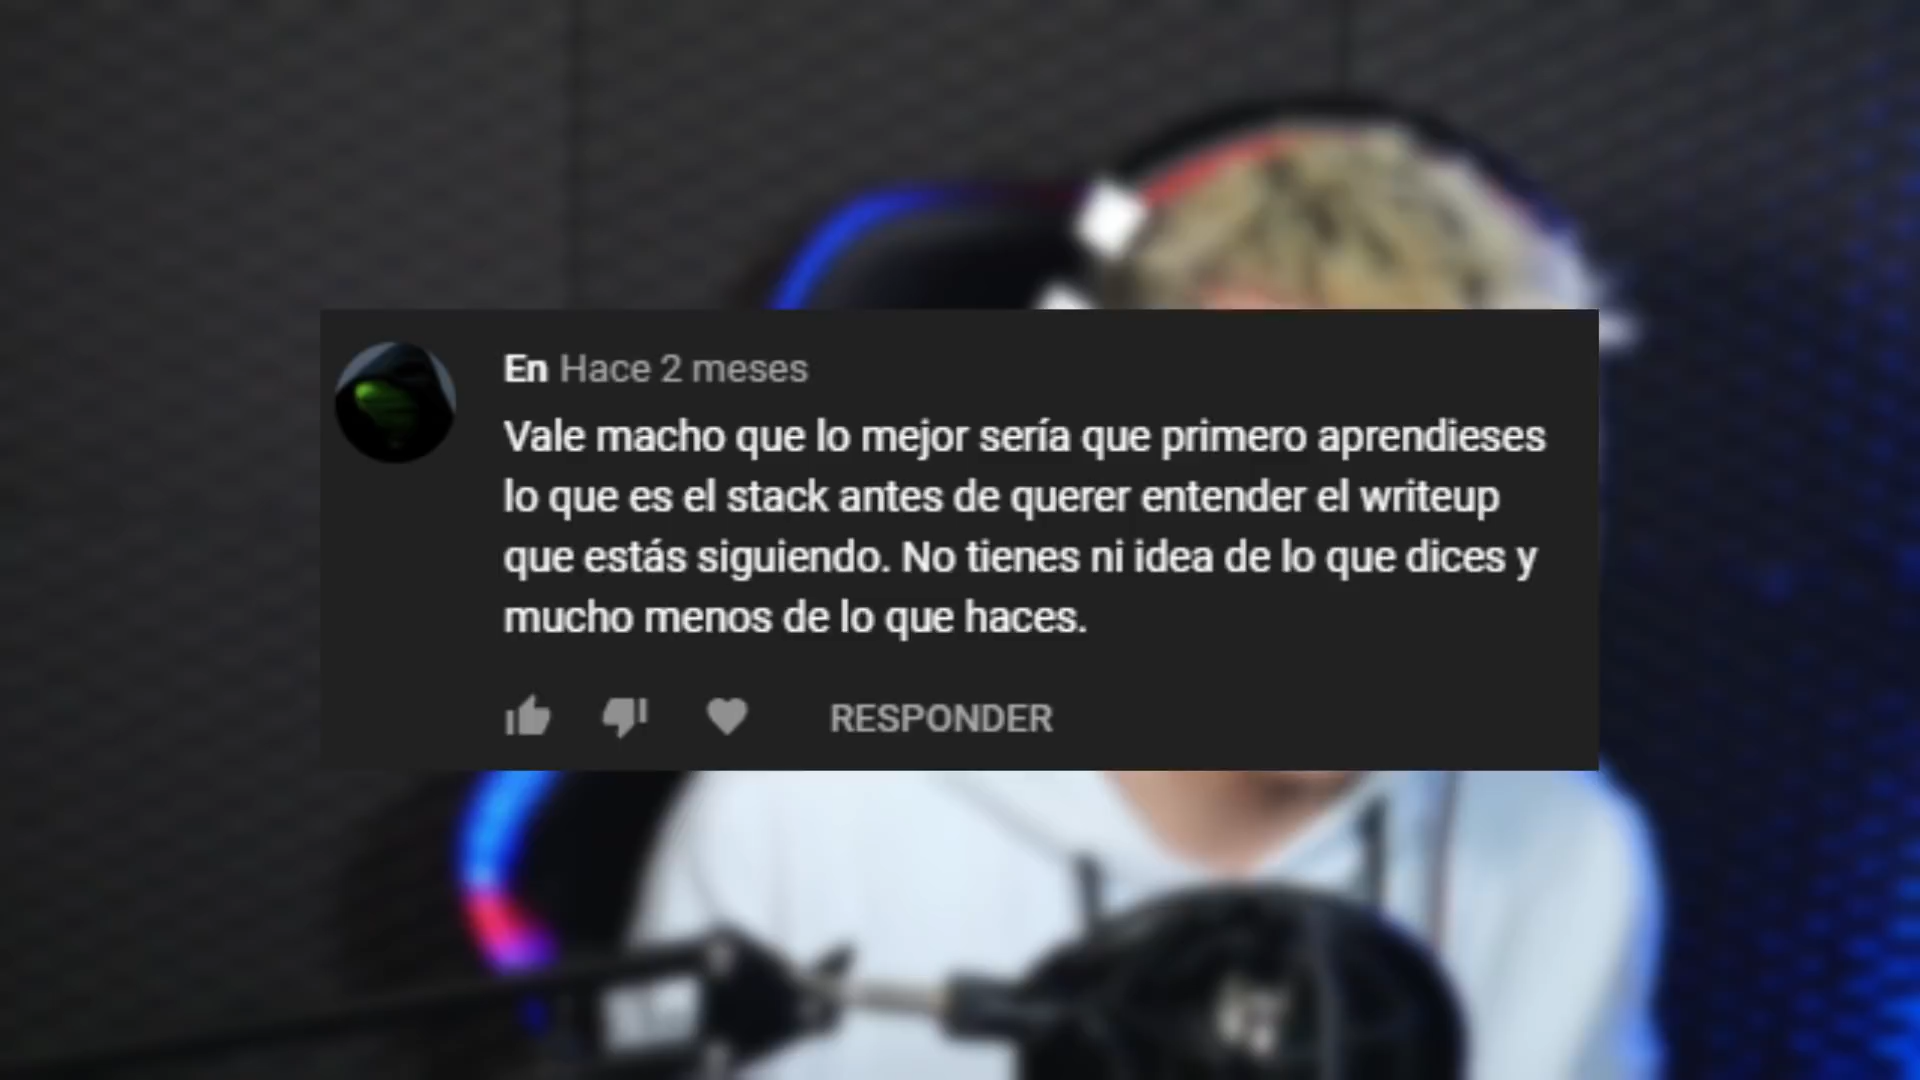 En Hace 2 meses
Vale macho que lo mejor sería que primero aprendieses
lo que es el stack antes de querer entender el writeup
que estás siguiendo. No tienes ni idea de lo que dices y
mucho menos de lo que haces.
RESPONDER